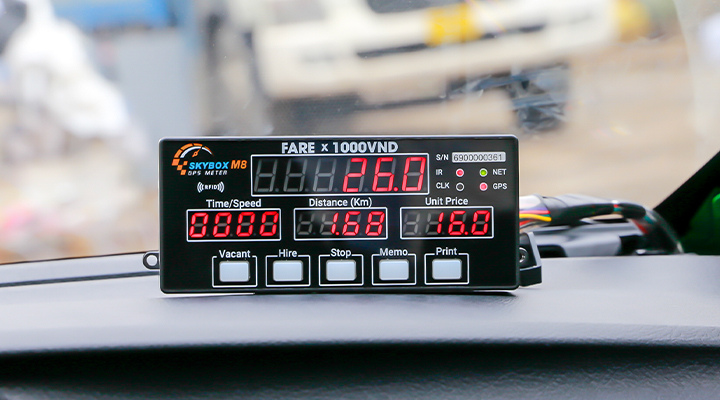 FARE x 1000VND
SKYBOX M8
GPS METER
RFID
26.0
S/N 6900000361
IR NET
CLK GPS
Time/Speed Distance (Km) Unit Price
0000 1.68 16.0
Vacant Hire Stop Memo Print